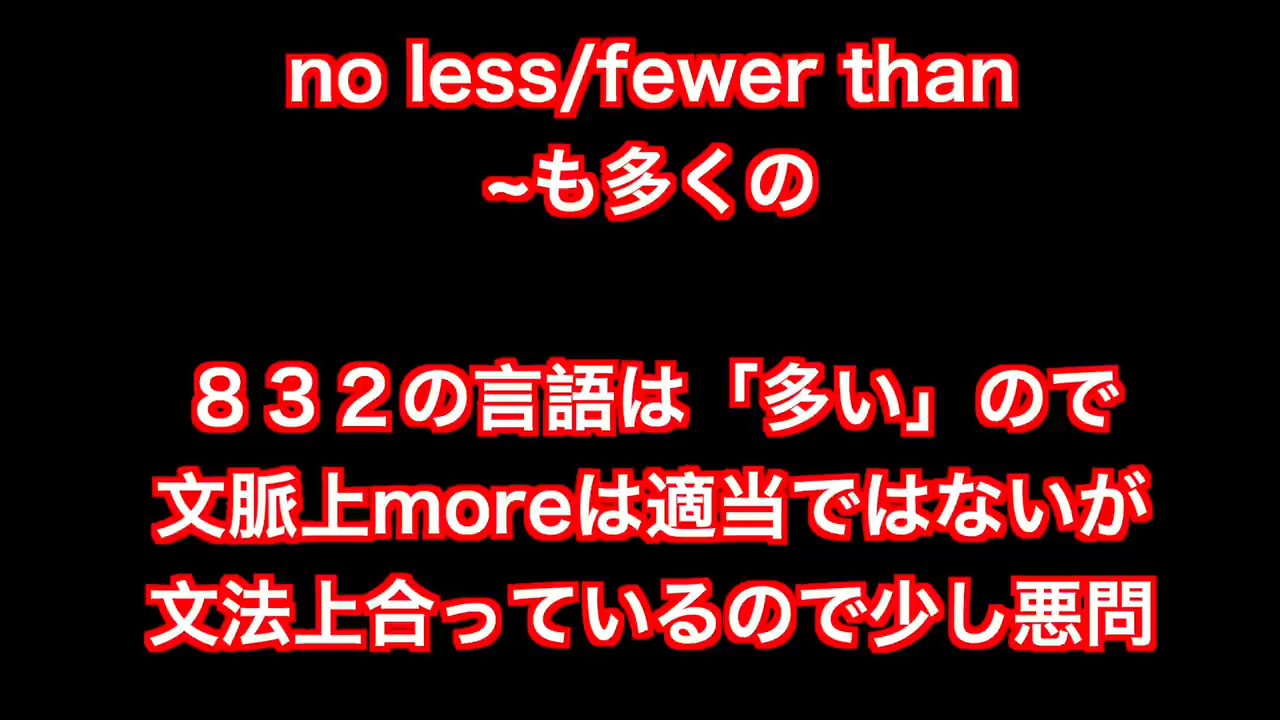 no less/fewer than
~も多くの
８３２の言語は「多い」ので
文脈上moreは適当ではないが
文法上合っているので少し悪問